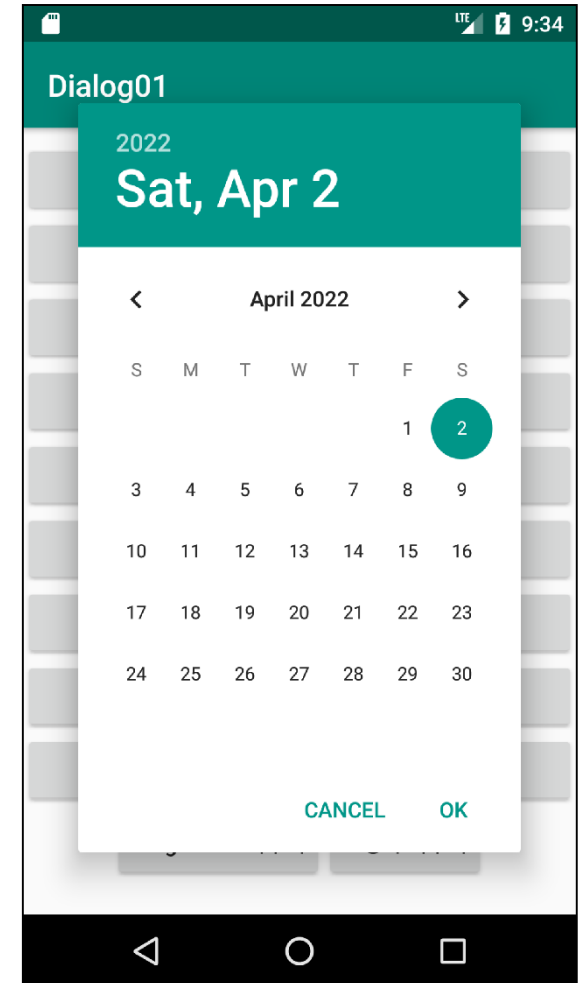 LTE 9:34
Dialog01
2022
Sat, Apr 2
April 2022
S M T W T F S
1 2
3 4 5 6 7 8 9
10 11 12 13 14 15 16
17 18 19 20 21 22 23
24 25 26 27 28 29 30
CANCEL OK